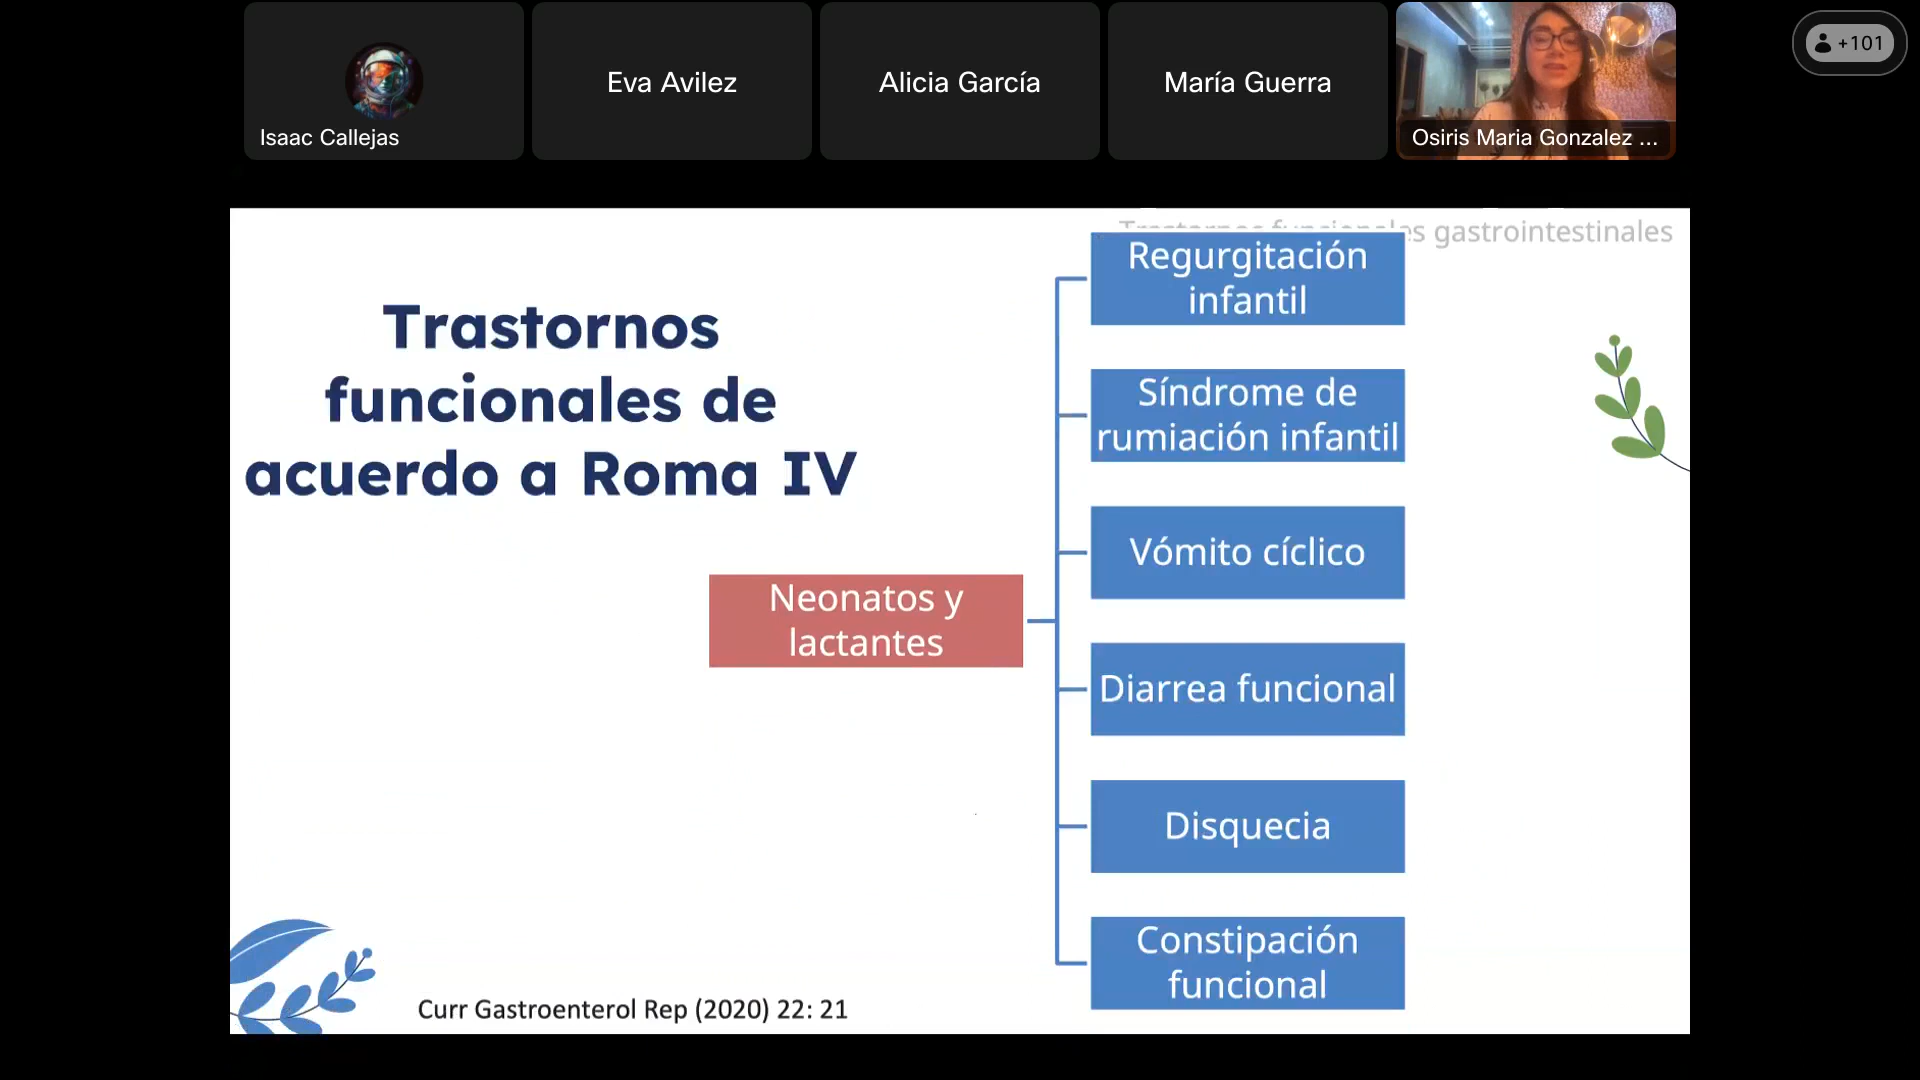 Isaac Callejas
Eva Avilez
Alicia García
María Guerra
Osiris Maria Gonzalez ...
+101
Trastornos funcionales gastrointestinales
Trastornos
funcionales de
acuerdo a Roma IV
Neonatos y
lactantes
Regurgitación
infantil
Síndrome de
rumiación infantil
Vómito cíclico
Diarrea funcional
Disquecia
Constipación
funcional
Curr Gastroenterol Rep (2020) 22: 21